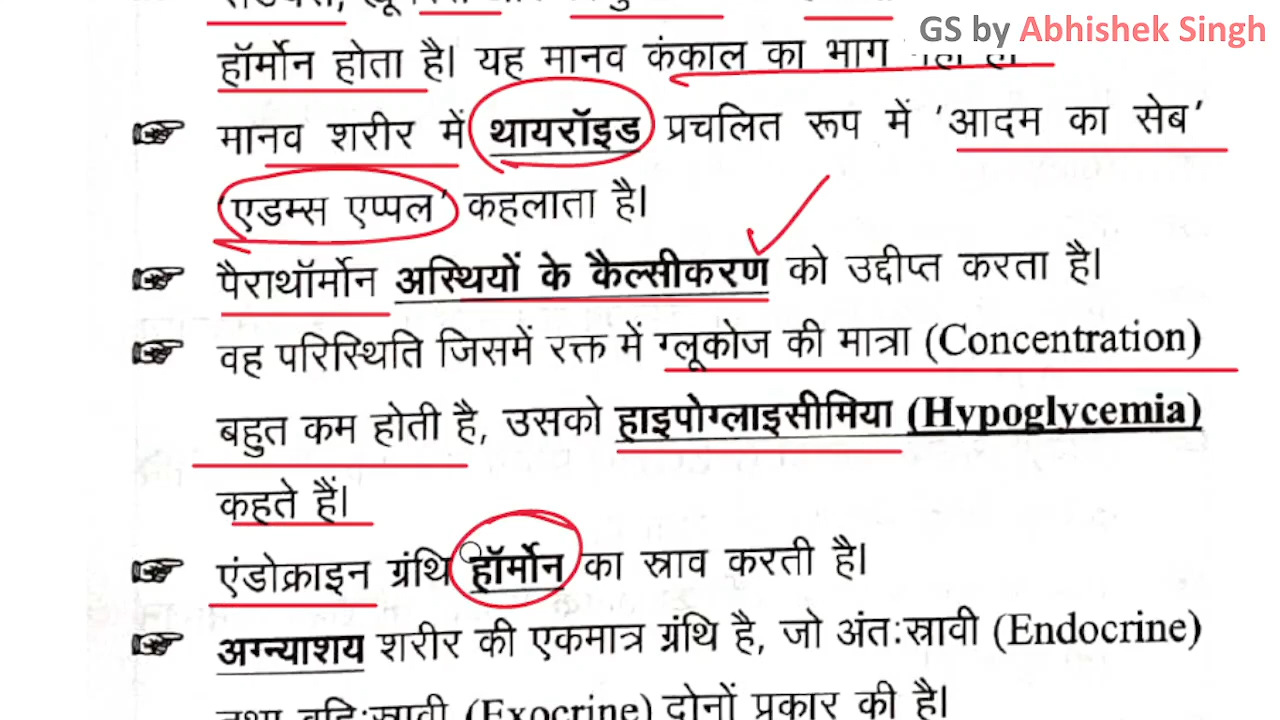 GS by Abhishek Singh
हॉर्मोन होता है। यह मानव कंकाल का भाग
मानव शरीर में थायरॉइड प्रचलित रूप में 'आदम का सेब'
'एडम्स एप्पल' कहलाता है।
पैराथॉर्मोन अस्थियों के कैल्सीकरण को उद्दीप्त करता है।
वह परिस्थिति जिसमें रक्त में ग्लूकोज की मात्रा (Concentration)
बहुत कम होती है, उसको हाइपोग्लाइसीमिया (Hypoglycemia)
कहते हैं।
एंडोक्राइन ग्रंथि हॉर्मोन का स्राव करती है।
अग्न्याशय शरीर की एकमात्र ग्रंथि है, जो अंतःस्रावी (Endocrine)
तथा बहिःस्रावी (Exocrine) दोनों प्रकार की है।